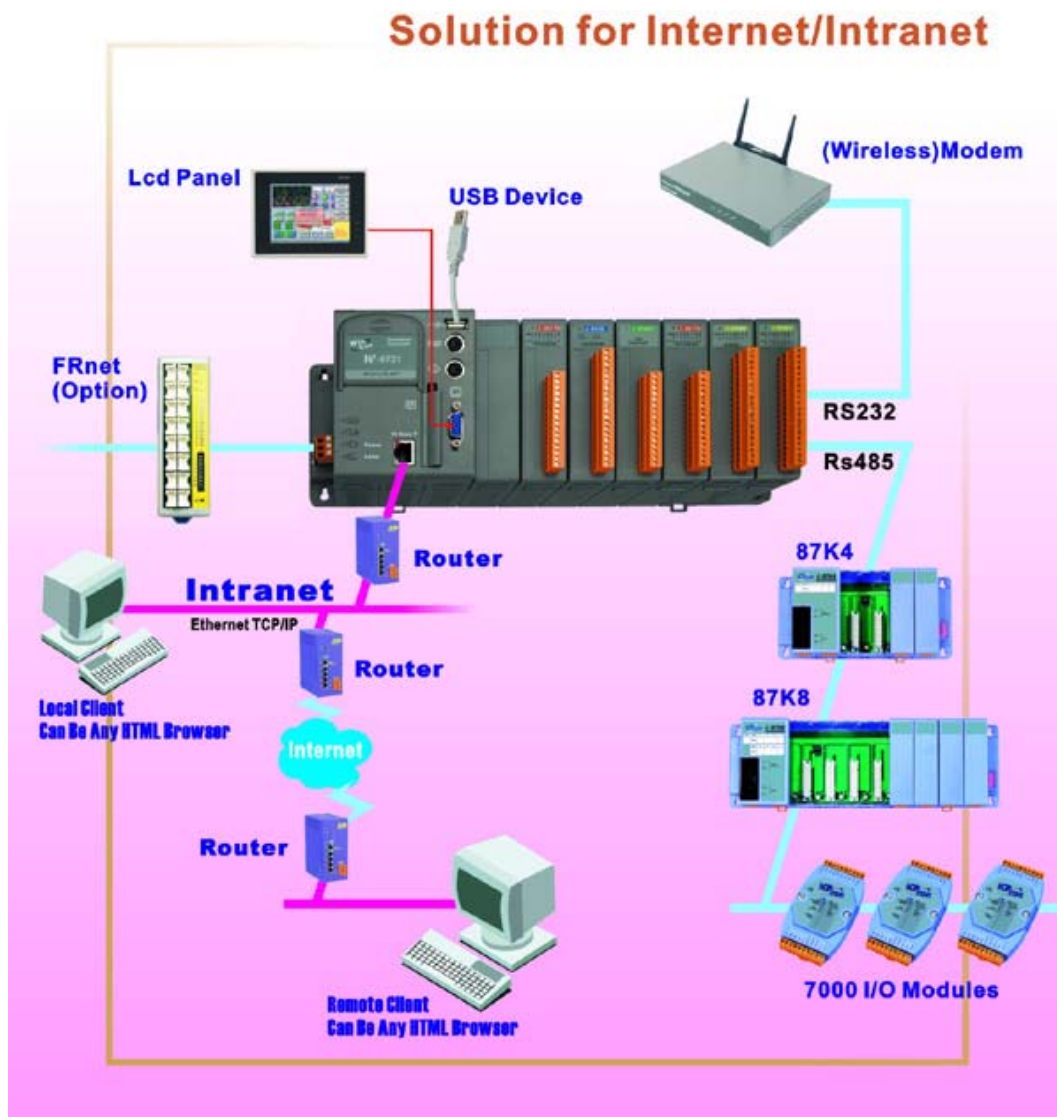 Solution for Internet/Intranet
(Wireless)Modem
Lcd Panel
USB Device
FRnet
(Option)
RS232
Rs485
87K4
Router
Intranet
Ethernet TCP/IP
Router
Local Client
Can Be Any HTML Browser
87K8
Internet
Router
7000 I/O Modules
Remote Client
Can Be Any HTML Browser